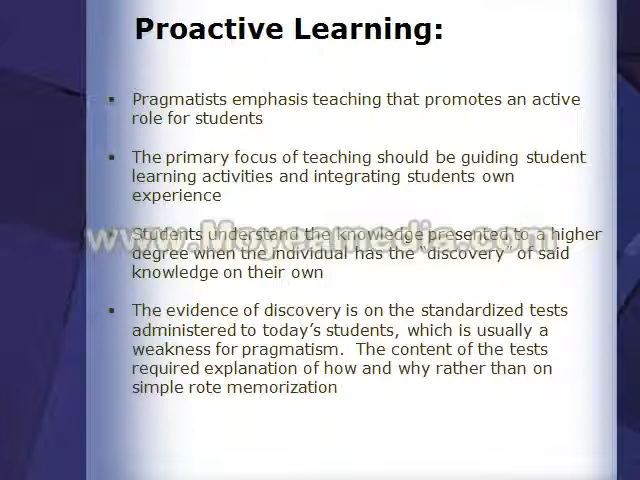 Proactive Learning:
▪ Pragmatists emphasis teaching that promotes an active
role for students
▪ The primary focus of teaching should be guiding student
learning activities and integrating students own
experience
▪ Students understand the knowledge presented to a higher
www.Moyeamedia.com
degree when the individual has the "discovery" of said
knowledge on their own
▪ The evidence of discovery is on the standardized tests
administered to today's students, which is usually a
weakness for pragmatism. The content of the tests
required explanation of how and why rather than on
simple rote memorization